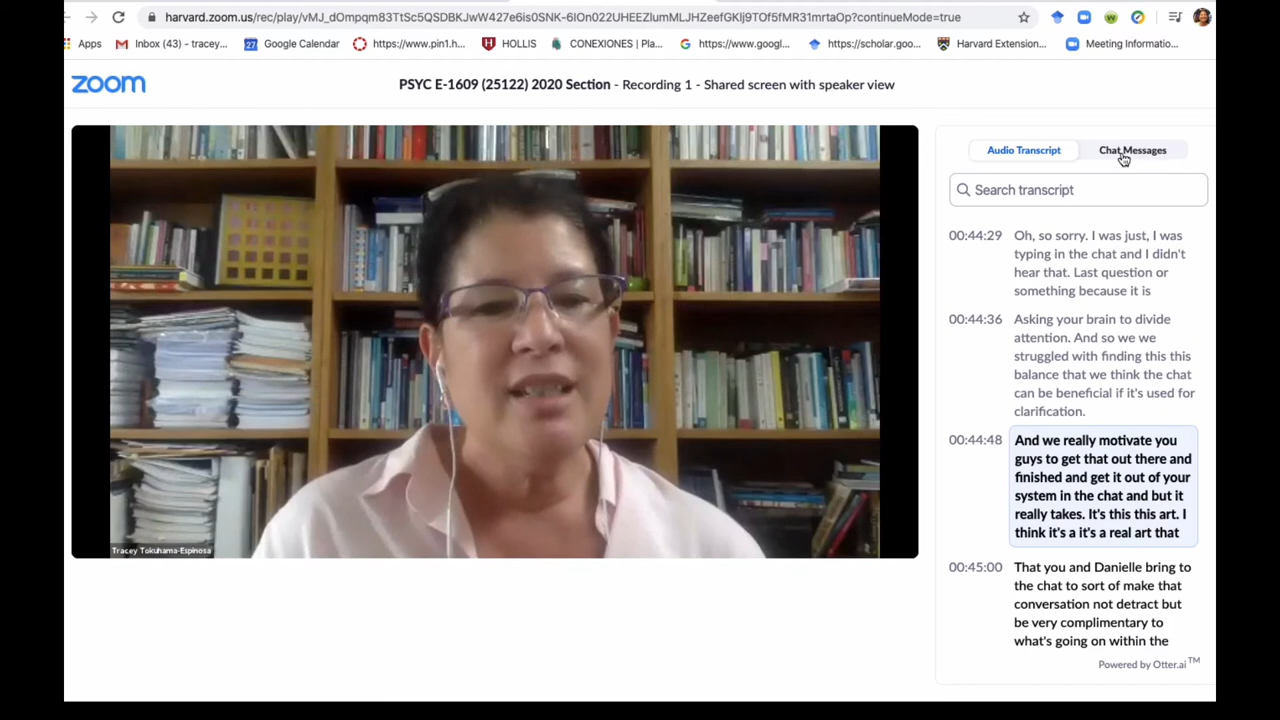 harvard.zoom.us/rec/play/vMJ_dOmpqm83TtSc5QSDBKJwW427e6is0SNK-6IOn022UHEEZlumMLJHZeefGKlj9TOf5fMR31mrtaOp?continueMode=true
Apps Inbox (43) - tracey... Google Calendar https://www.pin1.h... HOLLIS CONEXIONES | Pla... https://www.googl... https://scholar.goo... Harvard Extension... Meeting Informatio...
zoom
PSYC E-1609 (25122) 2020 Section - Recording 1 - Shared screen with speaker view
Tracey Tokuhama-Espinosa
Audio Transcript Chat Messages
Search transcript
00:44:29 Oh, so sorry. I was just, I was
typing in the chat and I didn't
hear that. Last question or
something because it is
00:44:36 Asking your brain to divide
attention. And so we we
struggled with finding this this
balance that we think the chat
can be beneficial if it's used for
clarification.
00:44:48 And we really motivate you
guys to get that out there and
finished and get it out of your
system in the chat and but it
really takes. It's this this art. I
think it's a it's a real art that
00:45:00 That you and Danielle bring to
the chat to sort of make that
conversation not detract but
be very complimentary to
what's going on within the
Powered by Otter.ai TM